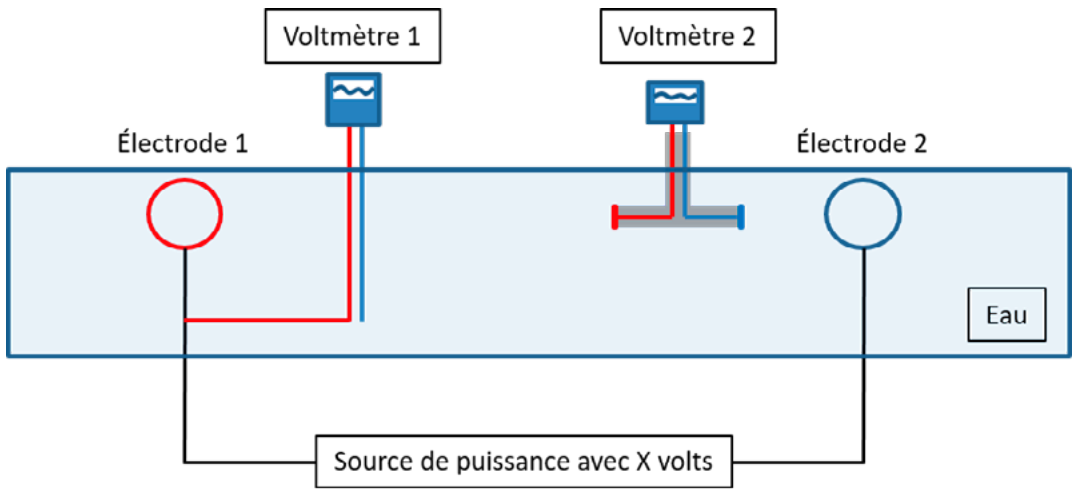 Voltmètre 1
Voltmètre 2
Électrode 1
Électrode 2
Eau
Source de puissance avec X volts